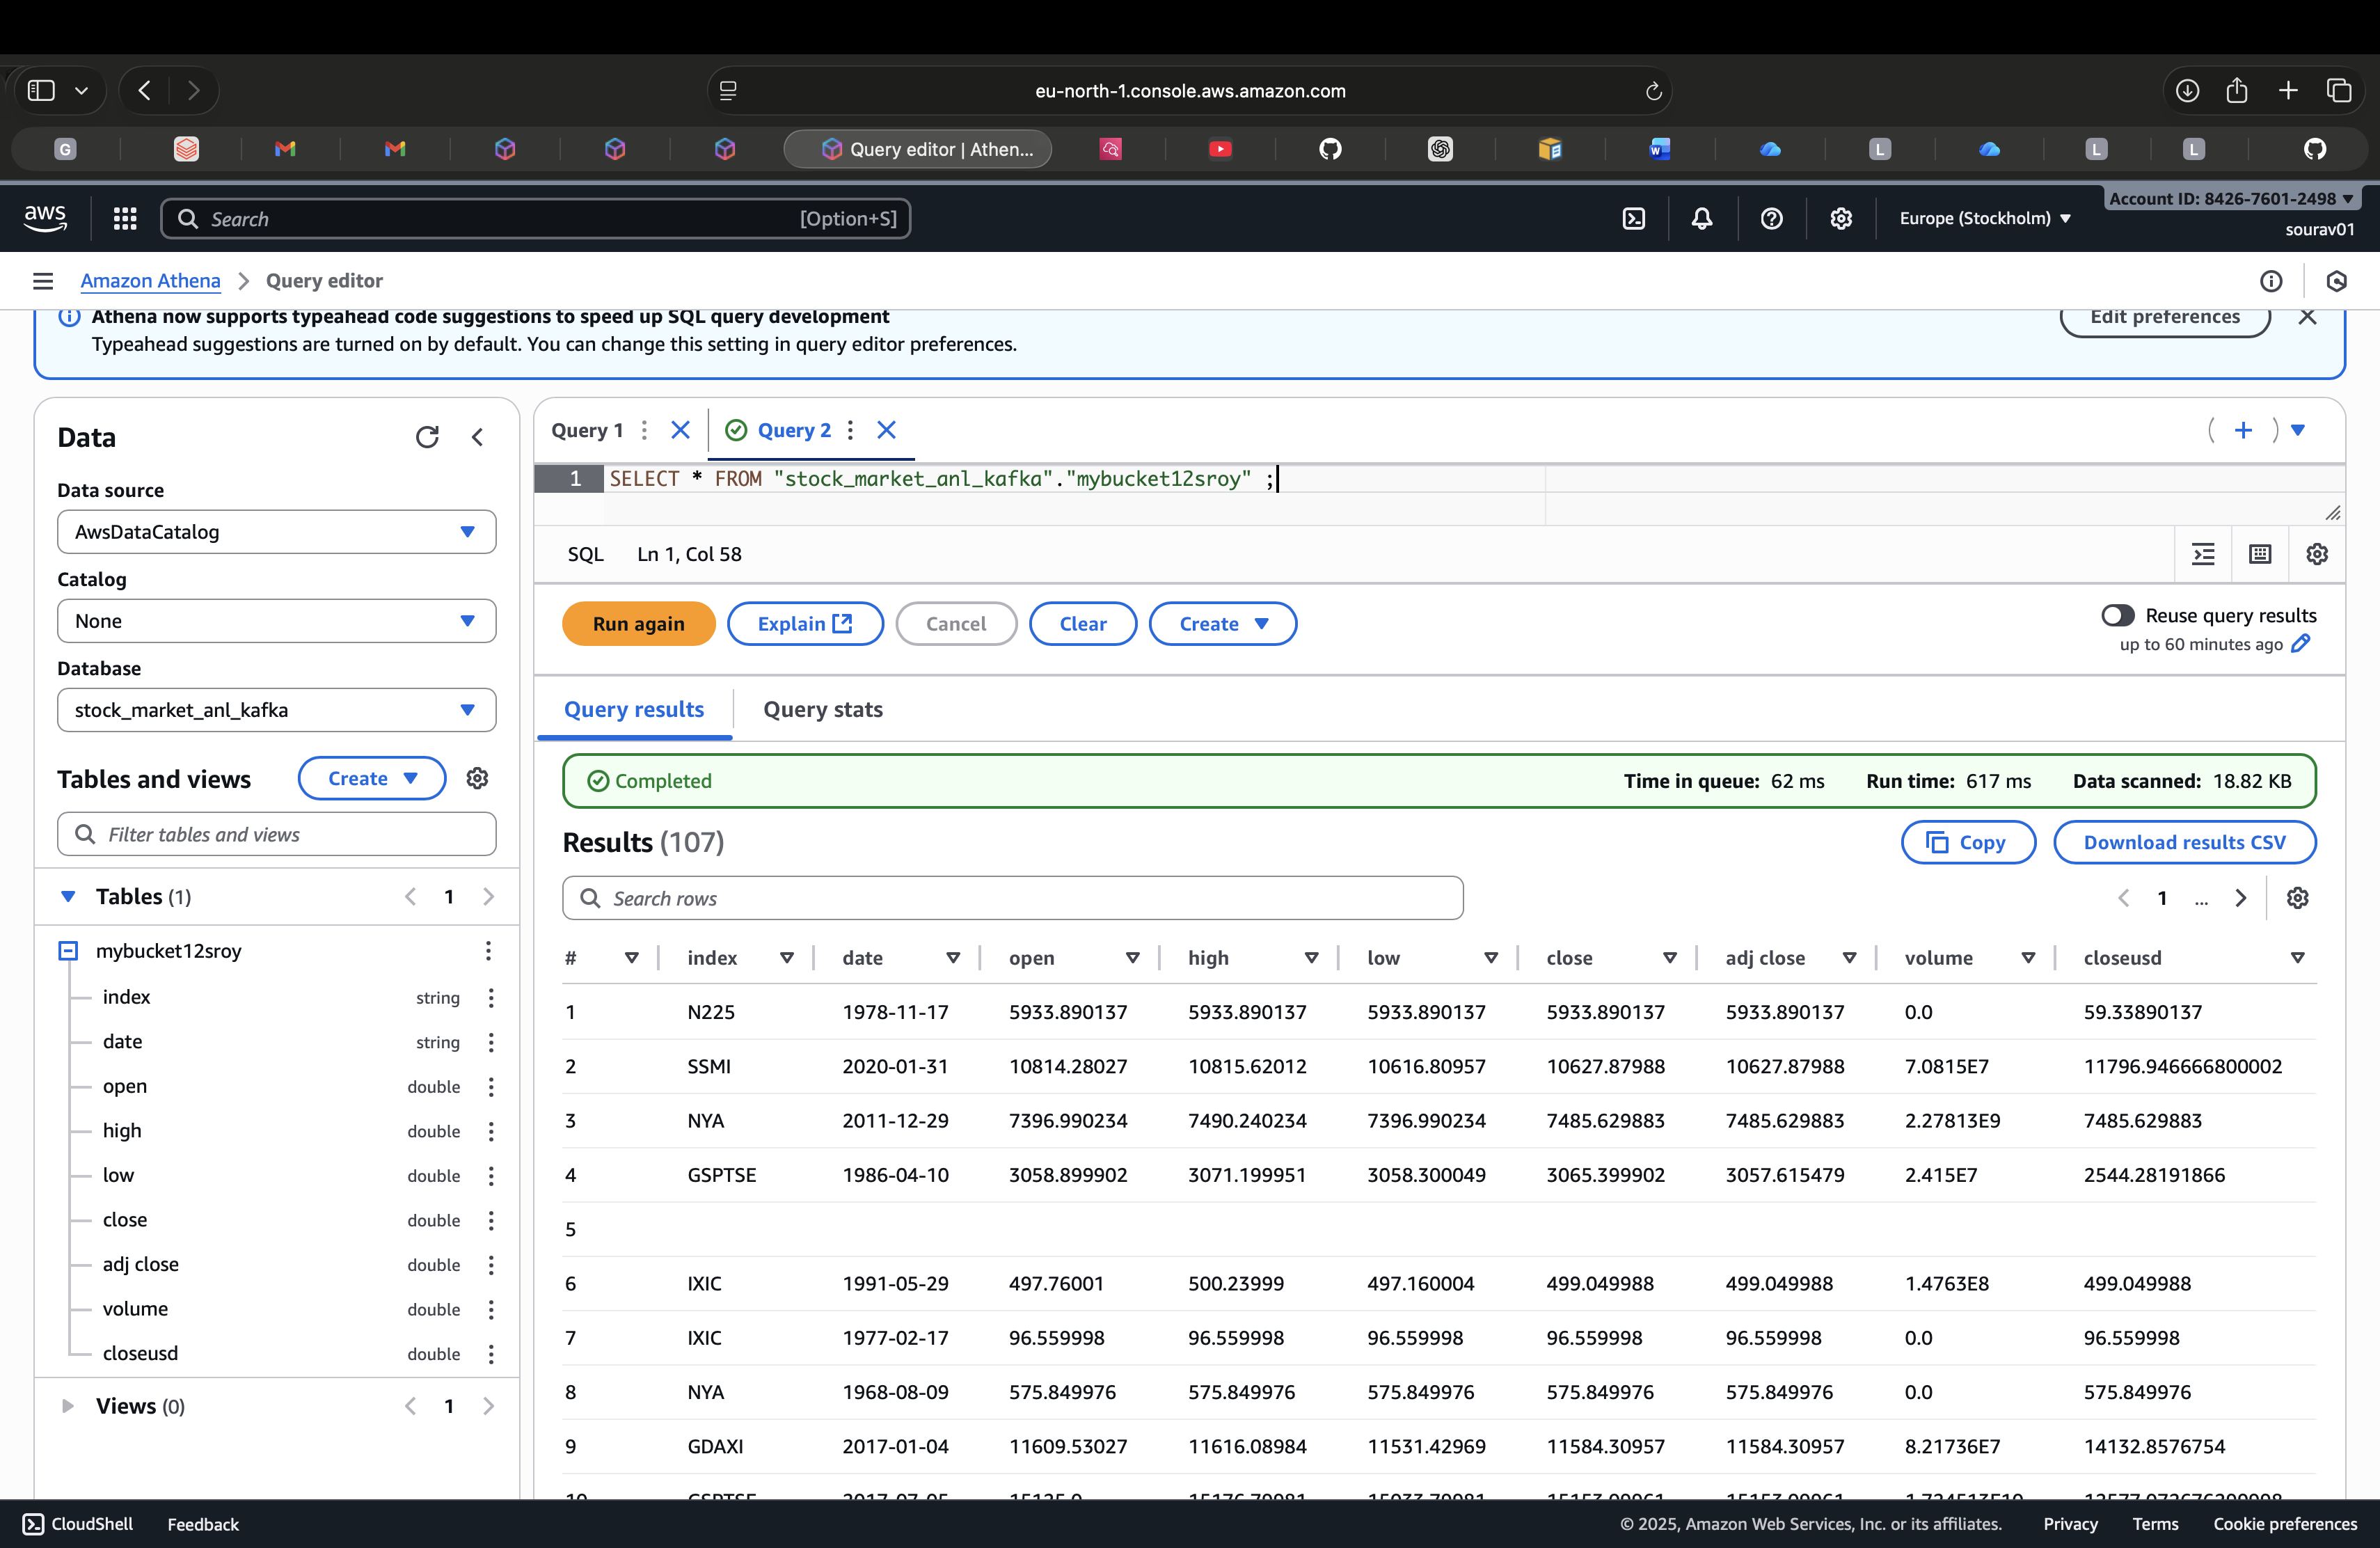 eu-north-1.console.aws.amazon.com
G
Query editor | Athen...
W
L
L
L
aws
Search
[Option+S]
Europe (Stockholm)
Account ID: 8426-7601-2498
sourav01
Amazon Athena
Query editor
Athena now supports typeahead code suggestions to speed up SQL query development
Typeahead suggestions are turned on by default. You can change this setting in query editor preferences.
Edit preferences
Data
Data source
AwsDataCatalog
Catalog
None
Database
stock_market_anl_kafka
Tables and views
Create
Filter tables and views
Tables (1)
1
mybucket12sroy
index string
date string
open double
high double
low double
close double
adj close double
volume double
closeusd double
Views (0)
1
Query 1
Query 2
1 SELECT * FROM "stock_market_anl_kafka"."mybucket12sroy" ;
SQL Ln 1, Col 58
Run again
Explain
Cancel
Clear
Create
Reuse query results
up to 60 minutes ago
Query results
Query stats
Completed
Time in queue: 62 ms
Run time: 617 ms
Data scanned: 18.82 KB
Results (107)
Copy
Download results CSV
Search rows
1 ...
# index date open high low close adj close volume closeusd
1 N225 1978-11-17 5933.890137 5933.890137 5933.890137 5933.890137 5933.890137 0.0 59.33890137
2 SSMI 2020-01-31 10814.28027 10815.62012 10616.80957 10627.87988 10627.87988 7.0815E7 11796.946666800002
3 NYA 2011-12-29 7396.990234 7490.240234 7396.990234 7485.629883 7485.629883 2.27813E9 7485.629883
4 GSPTSE 1986-04-10 3058.899902 3071.199951 3058.300049 3065.399902 3057.615479 2.415E7 2544.28191866
5
6 IXIC 1991-05-29 497.76001 500.23999 497.160004 499.049988 499.049988 1.4763E8 499.049988
7 IXIC 1977-02-17 96.559998 96.559998 96.559998 96.559998 96.559998 0.0 96.559998
8 NYA 1968-08-09 575.849976 575.849976 575.849976 575.849976 575.849976 0.0 575.849976
9 GDAXI 2017-01-04 11609.53027 11616.08984 11531.42969 11584.30957 11584.30957 8.21736E7 14132.8576754
CloudShell
Feedback
© 2025, Amazon Web Services, Inc. or its affiliates.
Privacy
Terms
Cookie preferences